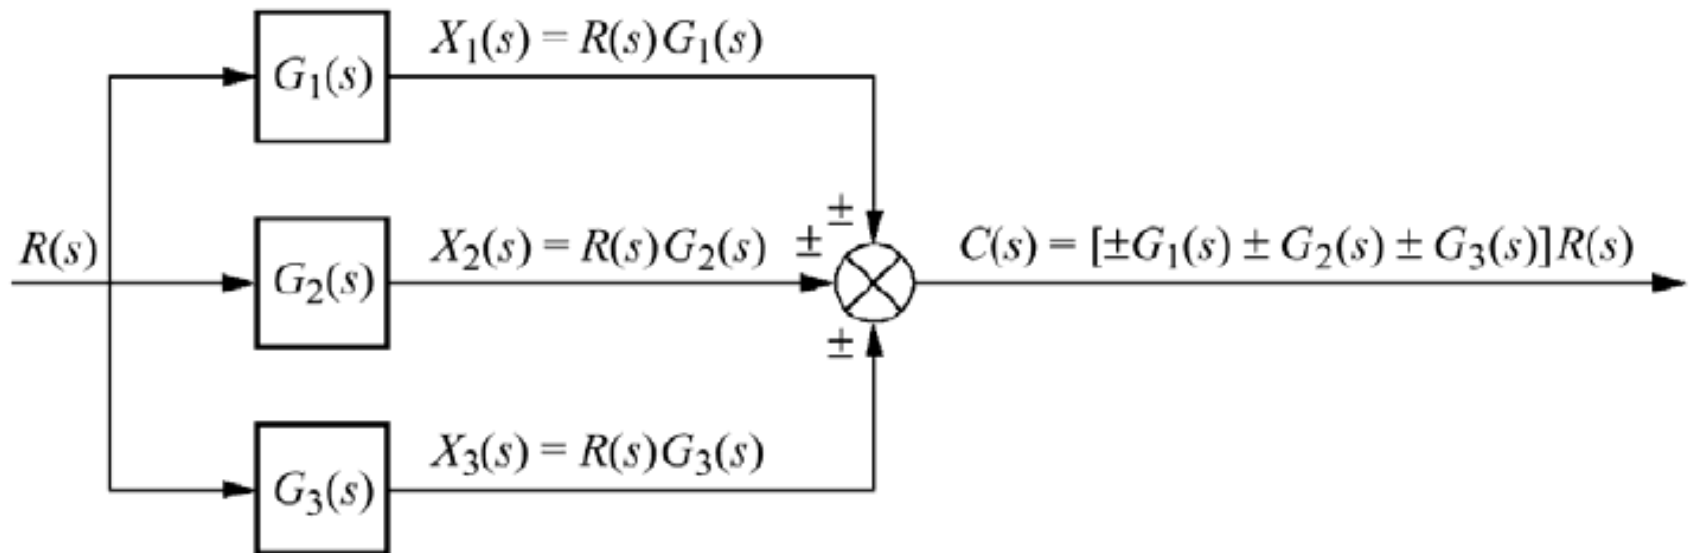 X₁(s) = R(s)G₁(s)
G₁(s)
±
R(s)
G₂(s)
X₂(s) = R(s)G₂(s)
±
C(s) = [±G₁(s) ± G₂(s) ± G₃(s)]R(s)
±
X₃(s) = R(s)G₃(s)
G₃(s)